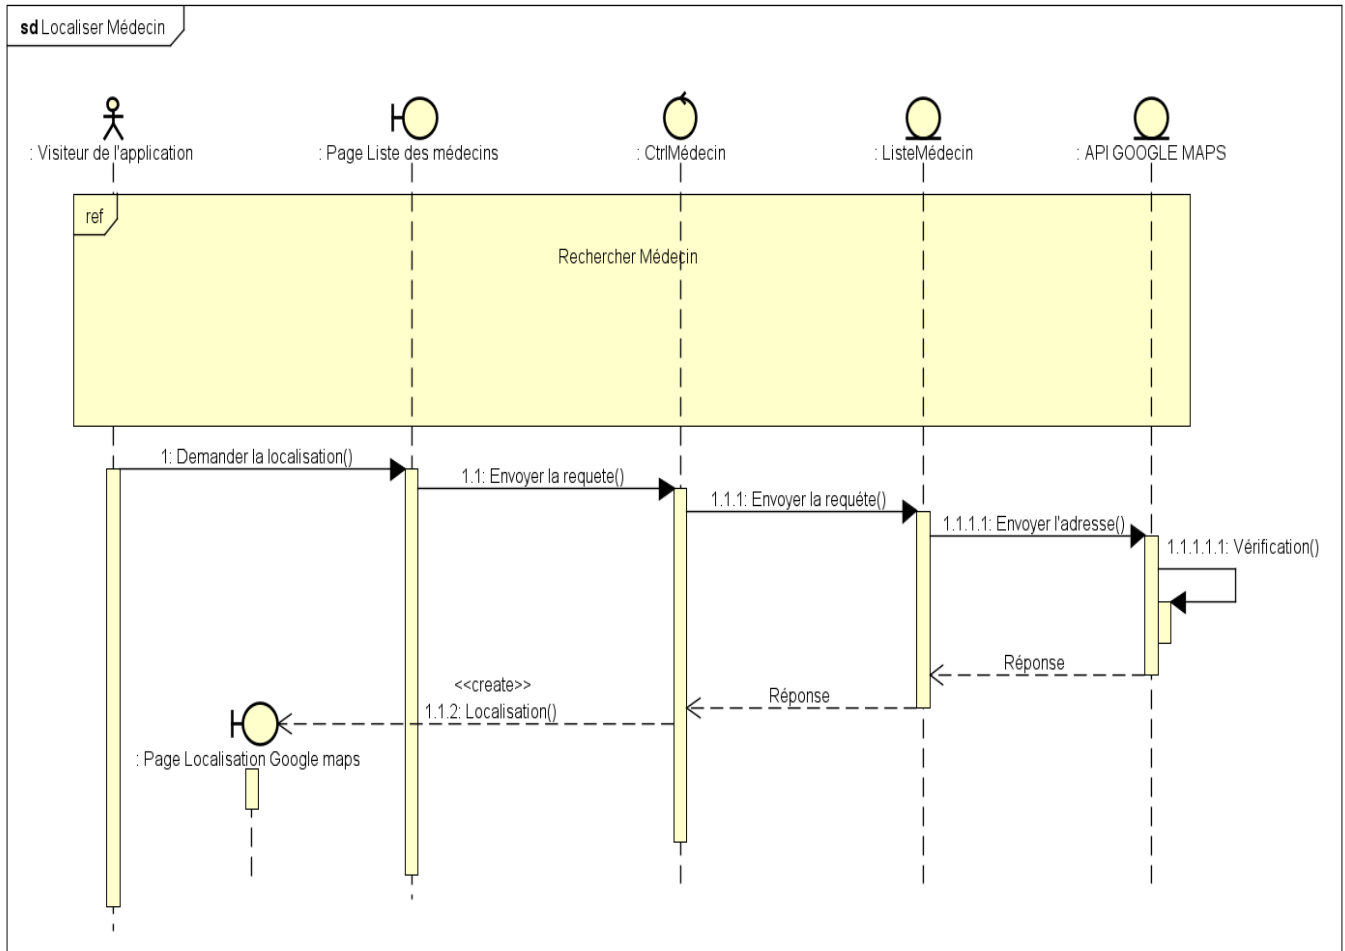 sd Localiser Médecin
: Visiteur de l'application
: Page Liste des médecins
: CtrlMédecin
: ListeMédecin
: API GOOGLE MAPS
ref
Rechercher Médecin
1: Demander la localisation()
1.1: Envoyer la requete()
1.1.1: Envoyer la requéte()
1.1.1.1: Envoyer l'adresse()
1.1.1.1.1: Vérification()
Réponse
Réponse
<<create>>
1.1.2: Localisation()
: Page Localisation Google maps